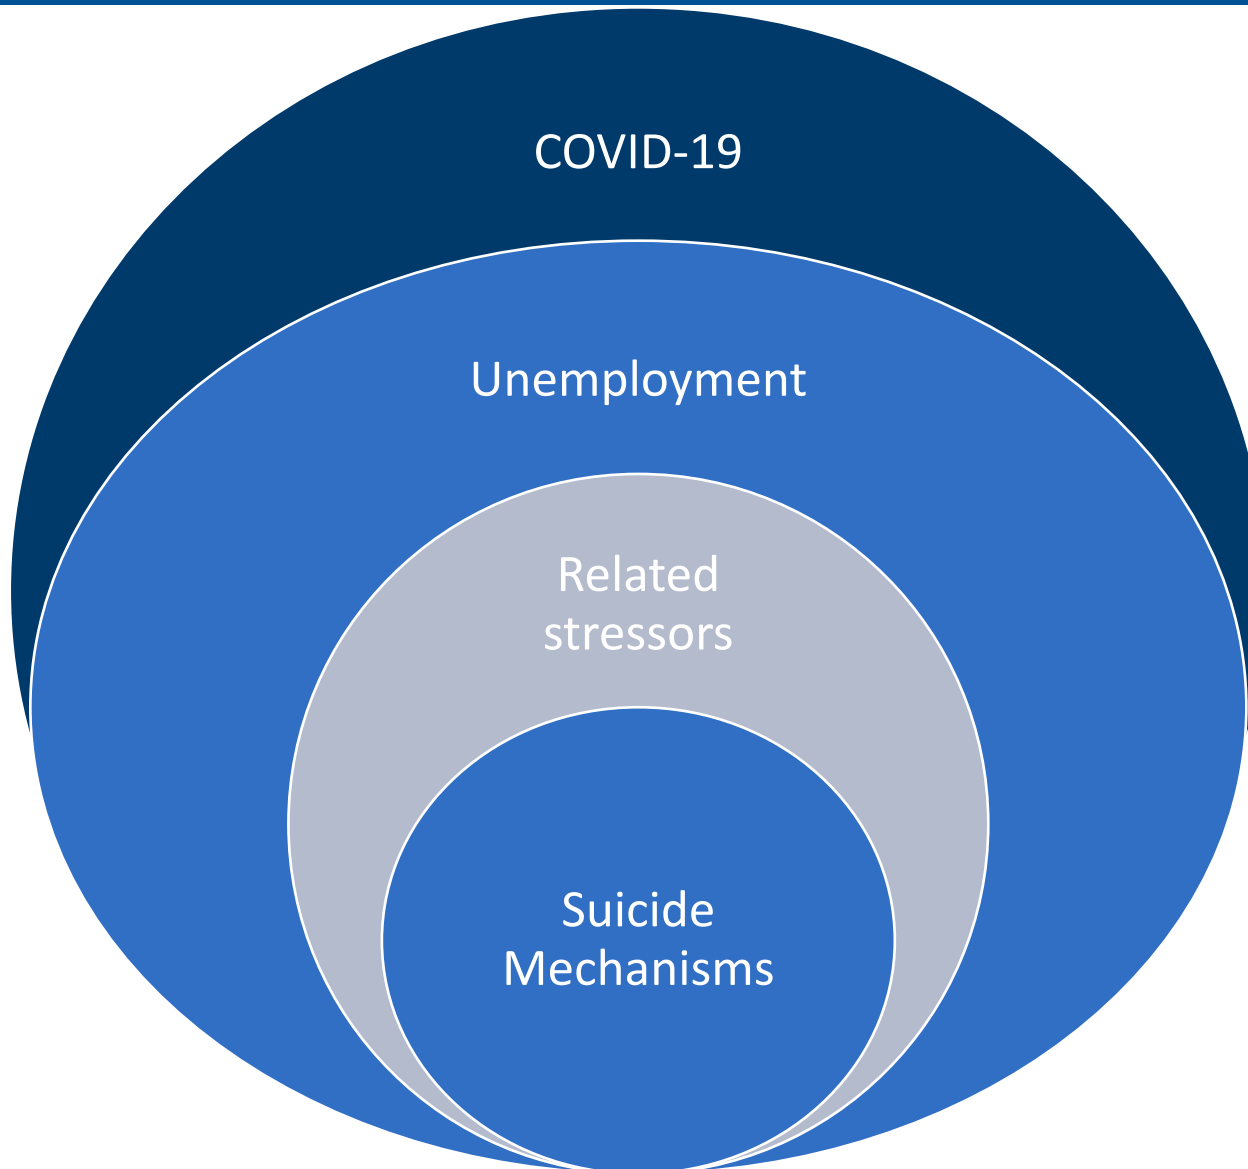 COVID-19
Unemployment
Related
stressors
Suicide
Mechanisms